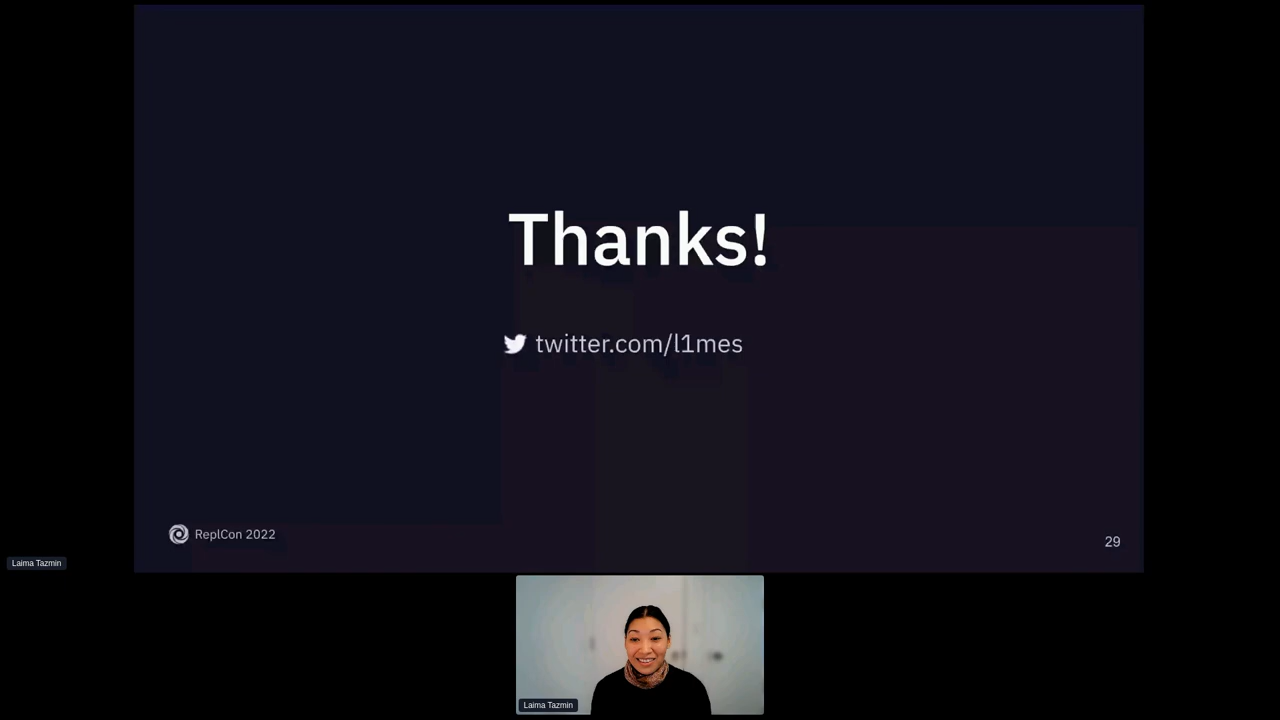 Thanks!
twitter.com/l1mes
ReplCon 2022
29
Laima Tazmin
Laima Tazmin